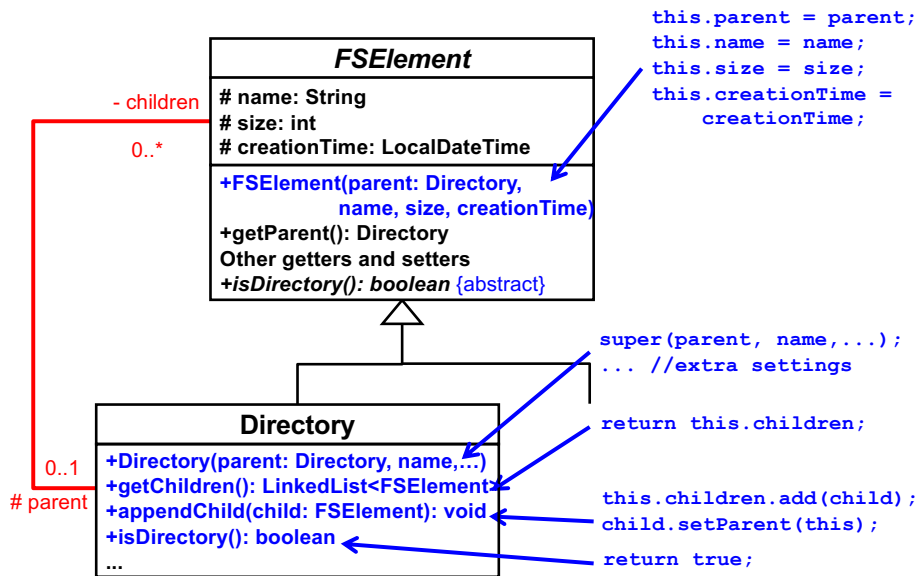 this.parent = parent;
this.name = name;
this.size = size;
this.creationTime =
creationTime;
FSElement
# name: String
# size: int
# creationTime: LocalDateTime
- children
0..*
+FSElement(parent: Directory,
name, size, creationTime)
+getParent(): Directory
Other getters and setters
+isDirectory(): boolean {abstract}
super(parent, name,...);
... //extra settings
Directory
+Directory(parent: Directory, name,...)
+getChildren(): LinkedList<FSElement>
+appendChild(child: FSElement): void
+isDirectory(): boolean
...
0..1
# parent
return this.children;
this.children.add(child);
child.setParent(this);
return true;